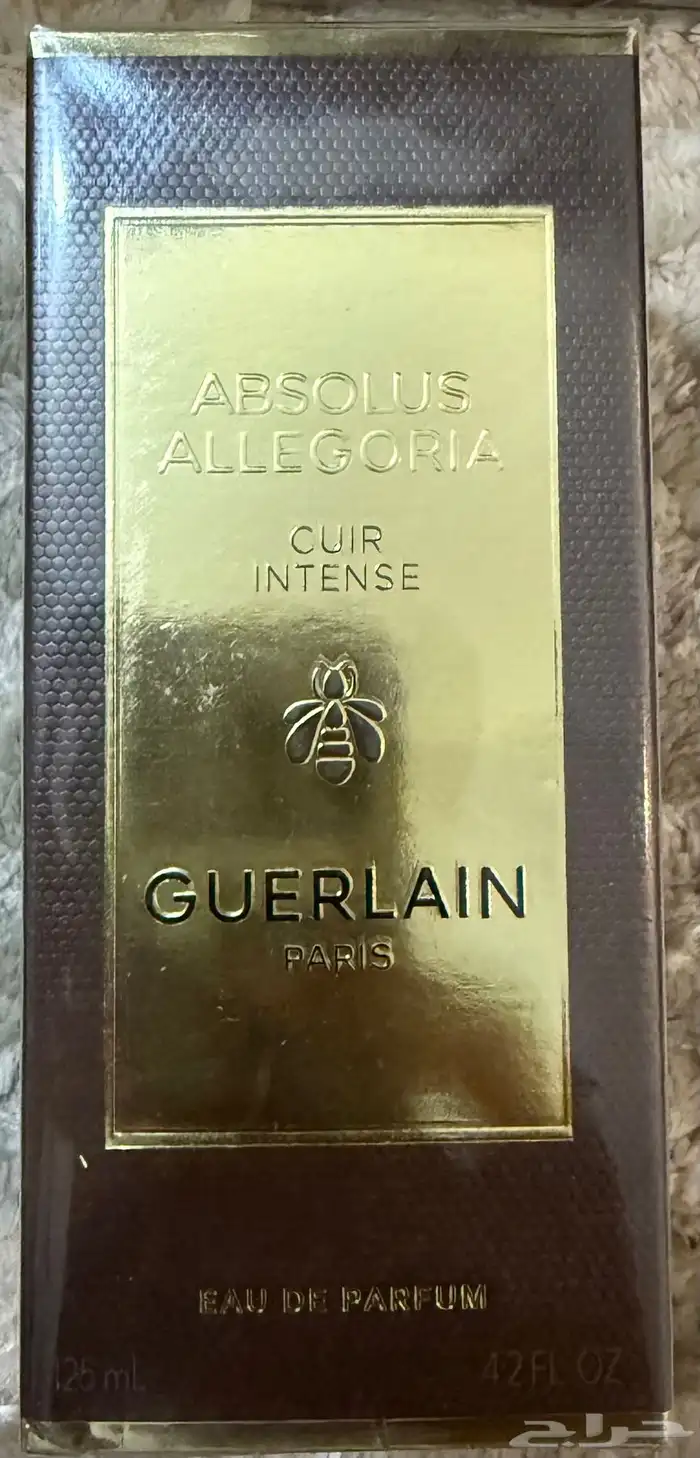 ABSOLUS
ALLEGORIA
CUIR
INTENSE
GUERLAIN
PARIS
EAU DE PARFUM
125 mL 4.2 FL OZ
حراج